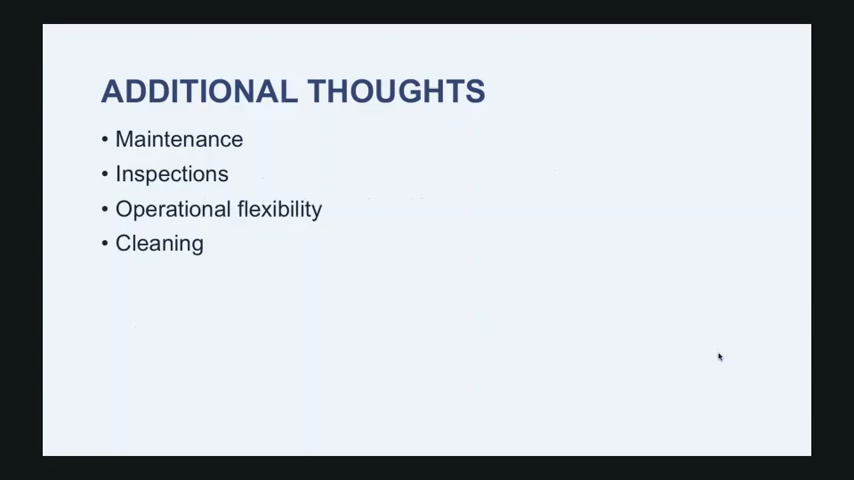 ADDITIONAL THOUGHTS
• Maintenance
• Inspections
• Operational flexibility
• Cleaning